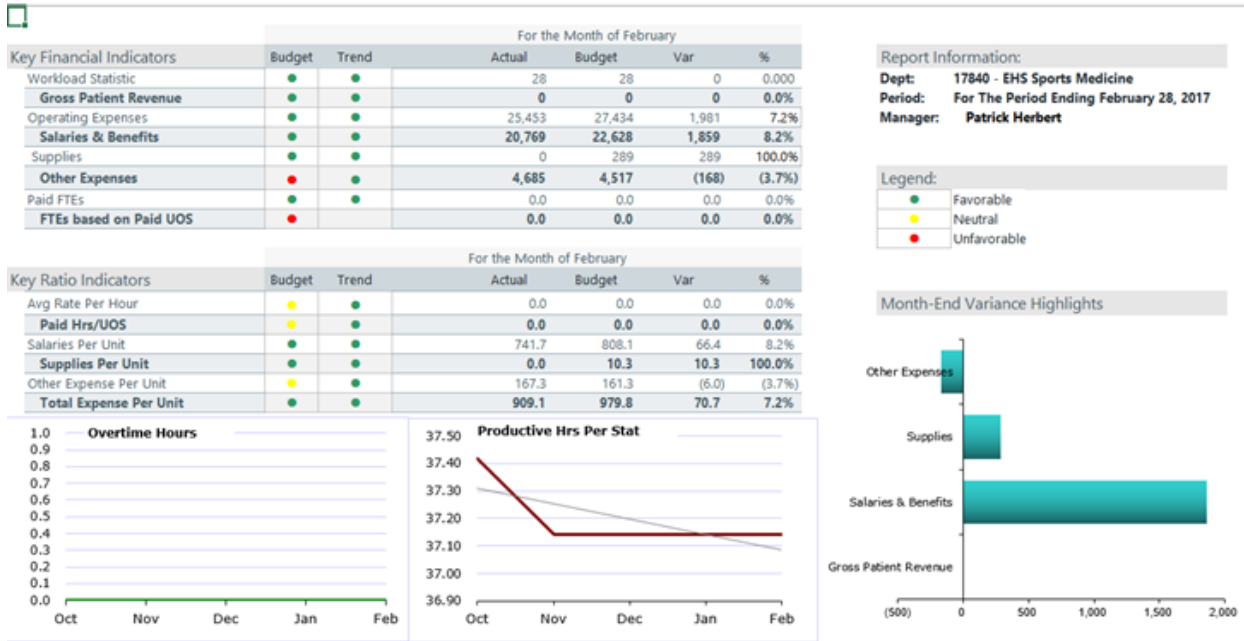 For the Month of February
Key Financial Indicators Budget Trend Actual Budget Var %
Workload Statistic 28 28 0 0.000
Gross Patient Revenue 0 0 0 0.0%
Operating Expenses 25,453 27,434 1,981 7.2%
Salaries & Benefits 20,769 22,628 1,859 8.2%
Supplies 0 289 289 100.0%
Other Expenses 4,685 4,517 (168) (3.7%)
Paid FTEs 0.0 0.0 0.0 0.0%
FTEs based on Paid UOS 0.0 0.0 0.0 0.0%
For the Month of February
Key Ratio Indicators Budget Trend Actual Budget Var %
Avg Rate Per Hour 0.0 0.0 0.0 0.0%
Paid Hrs/UOS 0.0 0.0 0.0 0.0%
Salaries Per Unit 741.7 808.1 66.4 8.2%
Supplies Per Unit 0.0 10.3 10.3 100.0%
Other Expense Per Unit 167.3 161.3 (6.0) (3.7%)
Total Expense Per Unit 909.1 979.8 70.7 7.2%
Overtime Hours
1.0
0.9
0.8
0.7
0.6
0.5
0.4
0.3
0.2
0.1
0.0
Oct Nov Dec Jan Feb
Productive Hrs Per Stat
37.50
37.40
37.30
37.20
37.10
37.00
36.90
Oct Nov Dec Jan Feb
Report Information:
Dept: 17840 - EHS Sports Medicine
Period: For The Period Ending February 28, 2017
Manager: Patrick Herbert
Legend:
Favorable
Neutral
Unfavorable
Month-End Variance Highlights
Other Expenses
Supplies
Salaries & Benefits
Gross Patient Revenue
(500) 0 500 1,000 1,500 2,000